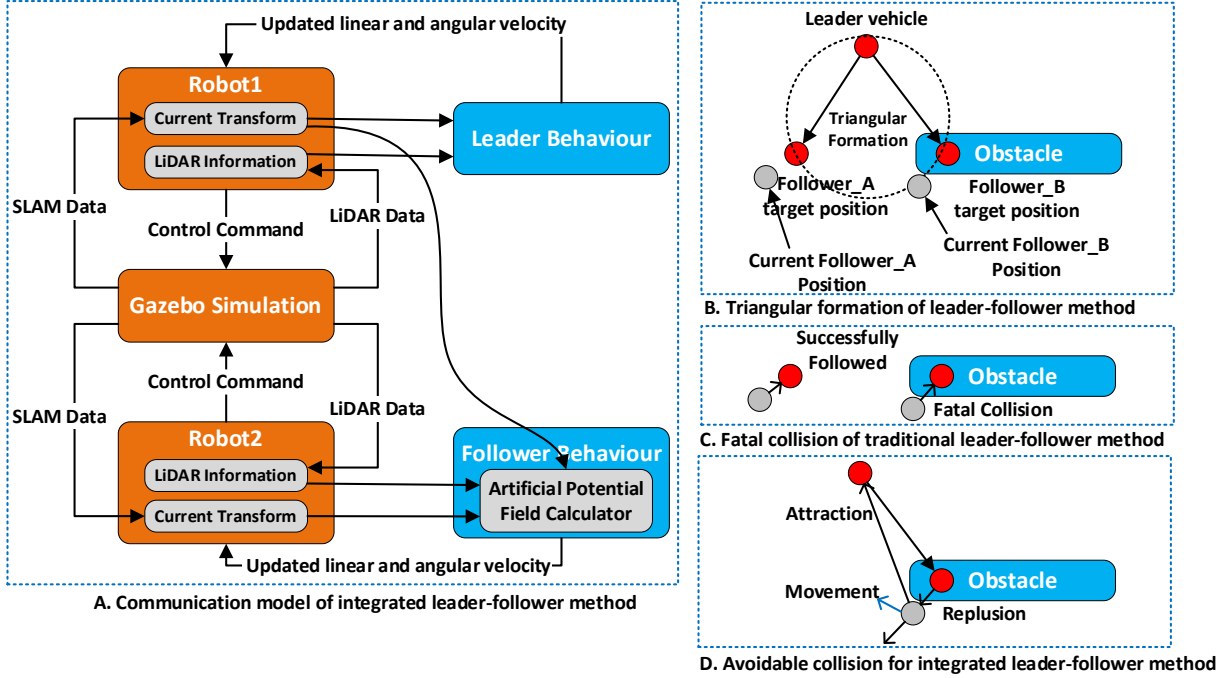 Updated linear and angular velocity
Robot1
Current Transform
LiDAR Information
Leader Behaviour
SLAM Data
LiDAR Data
Control Command
Gazebo Simulation
Control Command
SLAM Data
LiDAR Data
Robot2
LiDAR Information
Current Transform
Follower Behaviour
Artificial Potential
Field Calculator
Updated linear and angular velocity
A. Communication model of integrated leader-follower method
Leader vehicle
Triangular
Formation
Obstacle
Follower_A
target position
Follower_B
target position
Current Follower_A
Position
Current Follower_B
Position
B. Triangular formation of leader-follower method
Successfully
Followed
Obstacle
Fatal Collision
C. Fatal collision of traditional leader-follower method
Attraction
Obstacle
Movement
Replusion
D. Avoidable collision for integrated leader-follower method